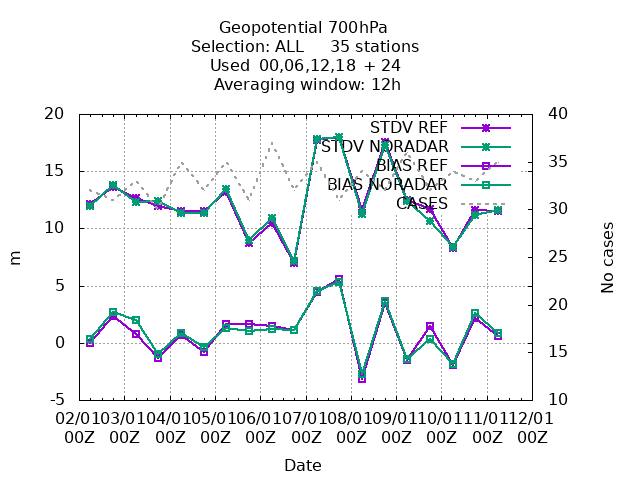 Geopotential 700hPa
Selection: ALL 35 stations
Used 00,06,12,18 + 24
Averaging window: 12h
20
15
10
5
0
-5
m
40
35
30
25
20
15
10
No cases
STDV REF
STDV NORADAR
BIAS REF
BIAS NORADAR
CASES
02/01 03/01 04/01 05/01 06/01 07/01 08/01 09/01 10/01 11/01 12/01
00Z 00Z 00Z 00Z 00Z 00Z 00Z 00Z 00Z 00Z 00Z
Date